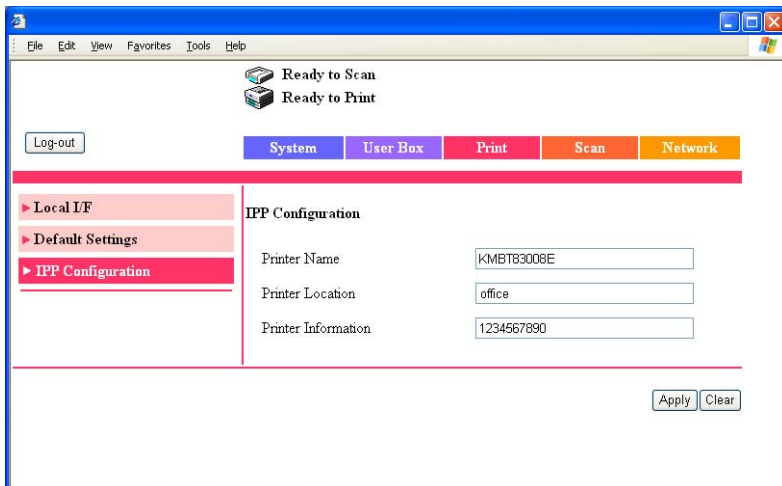 File Edit View Favorites Tools Help
Ready to Scan
Ready to Print
Log-out
System User Box Print Scan Network
Local I/F
Default Settings
IPP Configuration
IPP Configuration
Printer Name KMBT83008E
Printer Location office
Printer Information 1234567890
Apply Clear